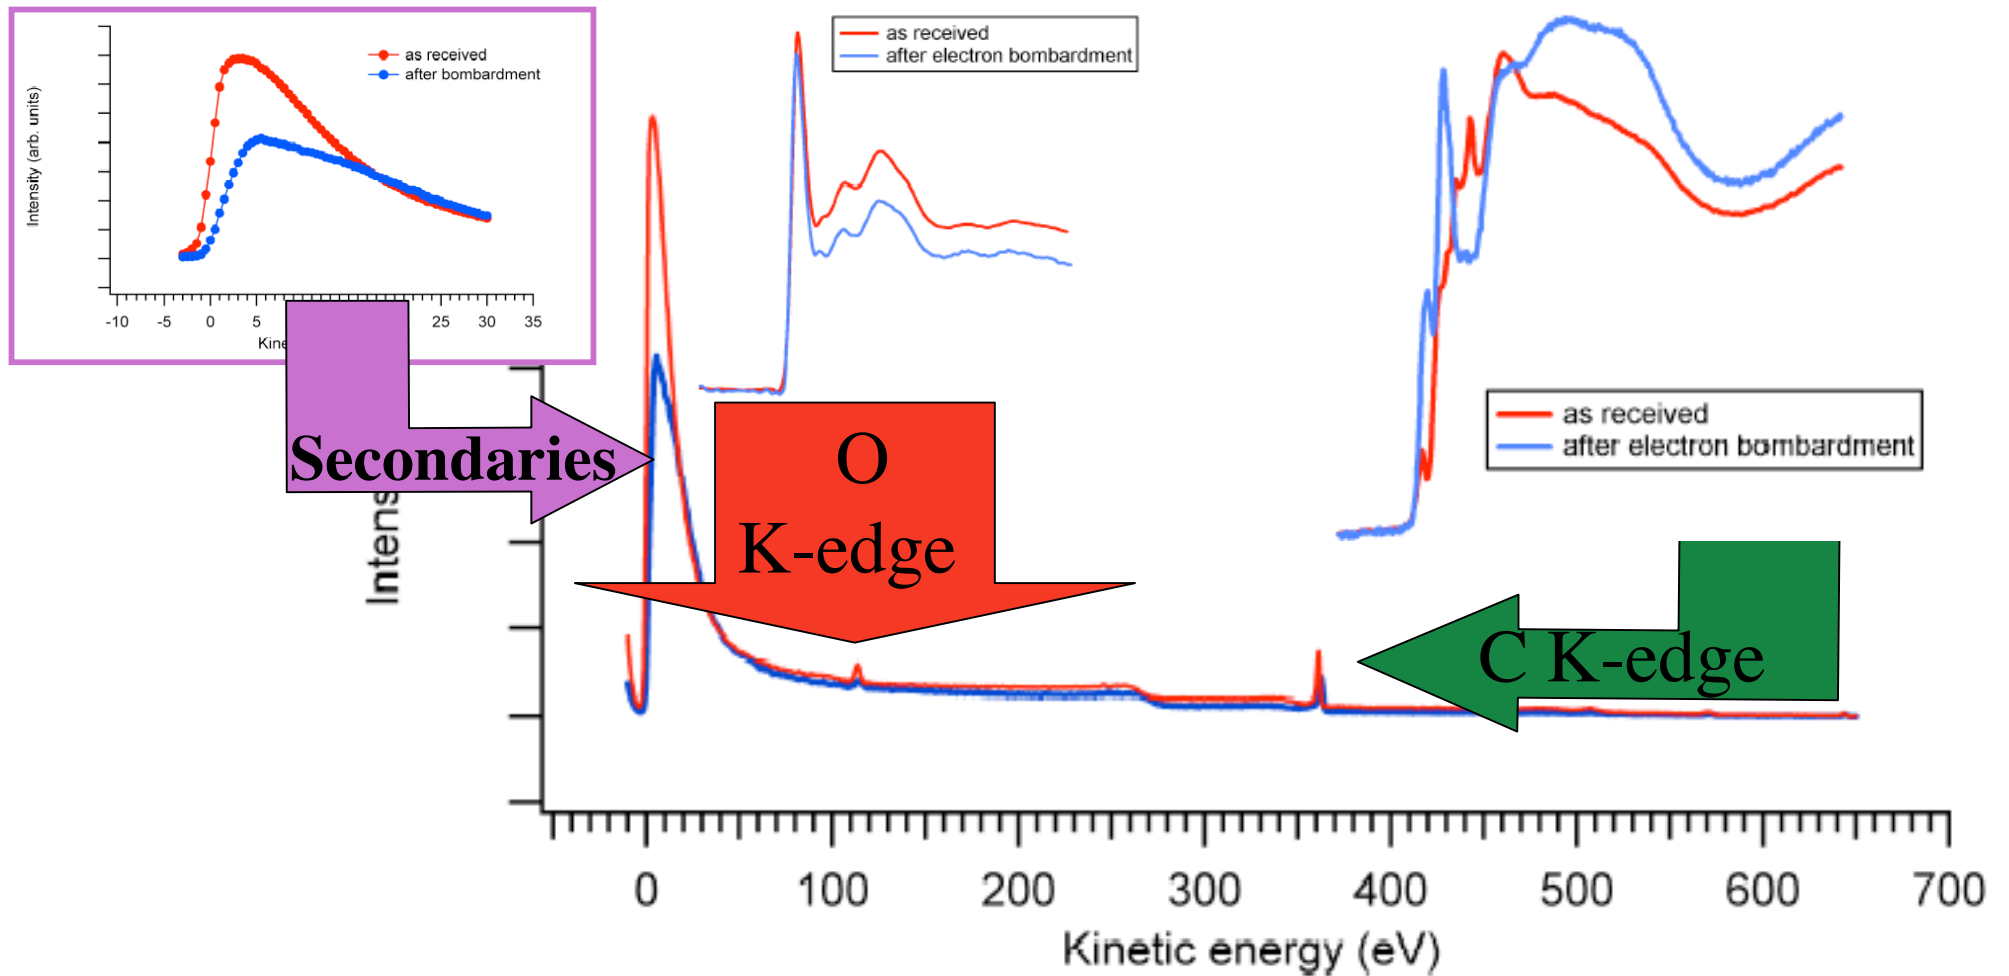 as received
after bombardment
Intensity (arb. units)
-10 -5 0 5 25 30 35
as received
after electron bombardment
as received
after electron bombardment
Secondaries
O
K-edge
C K-edge
0 100 200 300 400 500 600 700
Kinetic energy (eV)